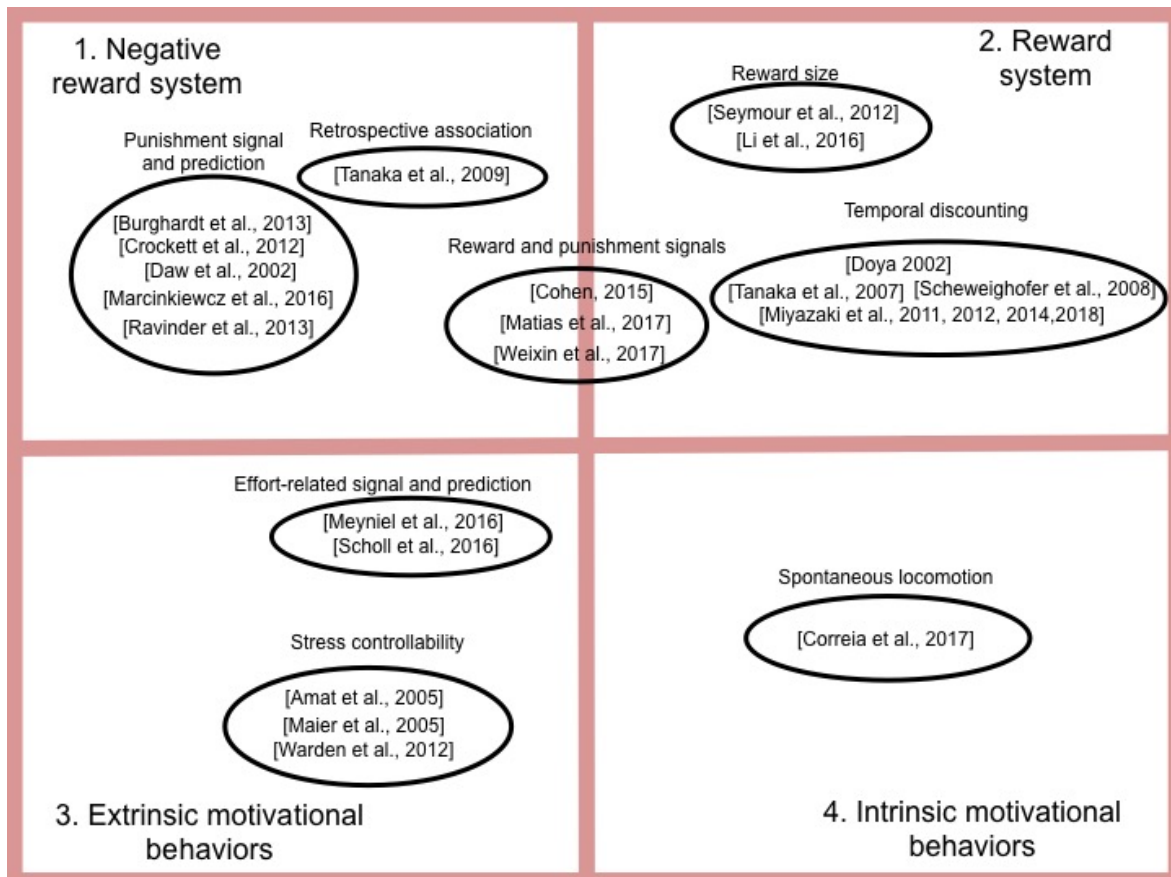 1. Negative
reward system
Punishment signal
and prediction
[Burghardt et al., 2013]
[Crockett et al., 2012]
[Daw et al., 2002]
[Marcinkiewcz et al., 2016]
[Ravinder et al., 2013]
Retrospective association
[Tanaka et al., 2009]
Reward and punishment signals
[Cohen, 2015]
[Matias et al., 2017]
[Weixin et al., 2017]
2. Reward
system
Reward size
[Seymour et al., 2012]
[Li et al., 2016]
Temporal discounting
[Doya 2002]
[Tanaka et al., 2007] [Scheweighofer et al., 2008]
[Miyazaki et al., 2011, 2012, 2014,2018]
Effort-related signal and prediction
[Meyniel et al., 2016]
[Scholl et al., 2016]
Stress controllability
[Amat et al., 2005]
[Maier et al., 2005]
[Warden et al., 2012]
3. Extrinsic motivational
behaviors
Spontaneous locomotion
[Correia et al., 2017]
4. Intrinsic motivational
behaviors